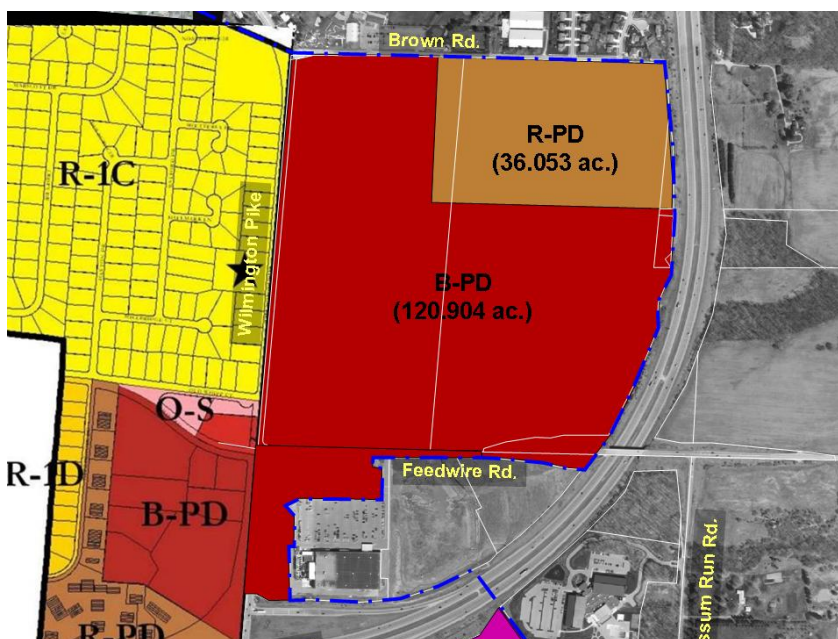 Brown Rd.
R-PD
(36.053 ac.)
R-1C
Wilmington Pike
B-PD
(120.904 ac.)
O-S
R-1D
Feedwire Rd.
B-PD
R-PD
ssum Run Rd.